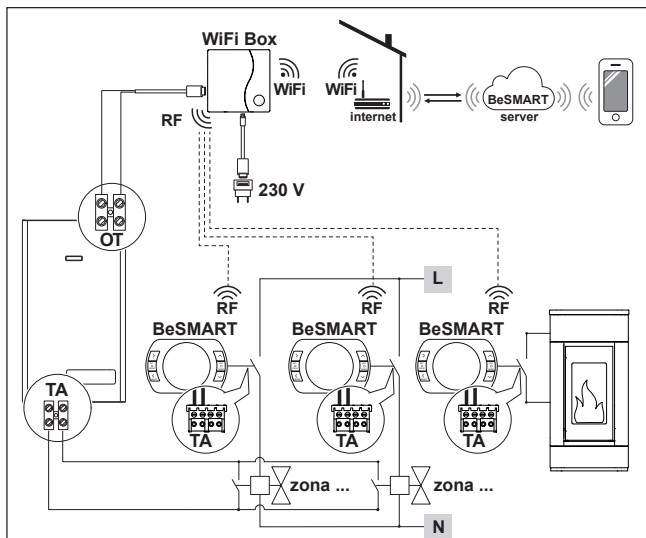 WiFi Box
WiFi
WiFi
internet
BeSMART
server
RF
230 V
OT
L
RF
RF
RF
BeSMART
BeSMART
BeSMART
TA
TA
TA
TA
zona ...
zona ...
N